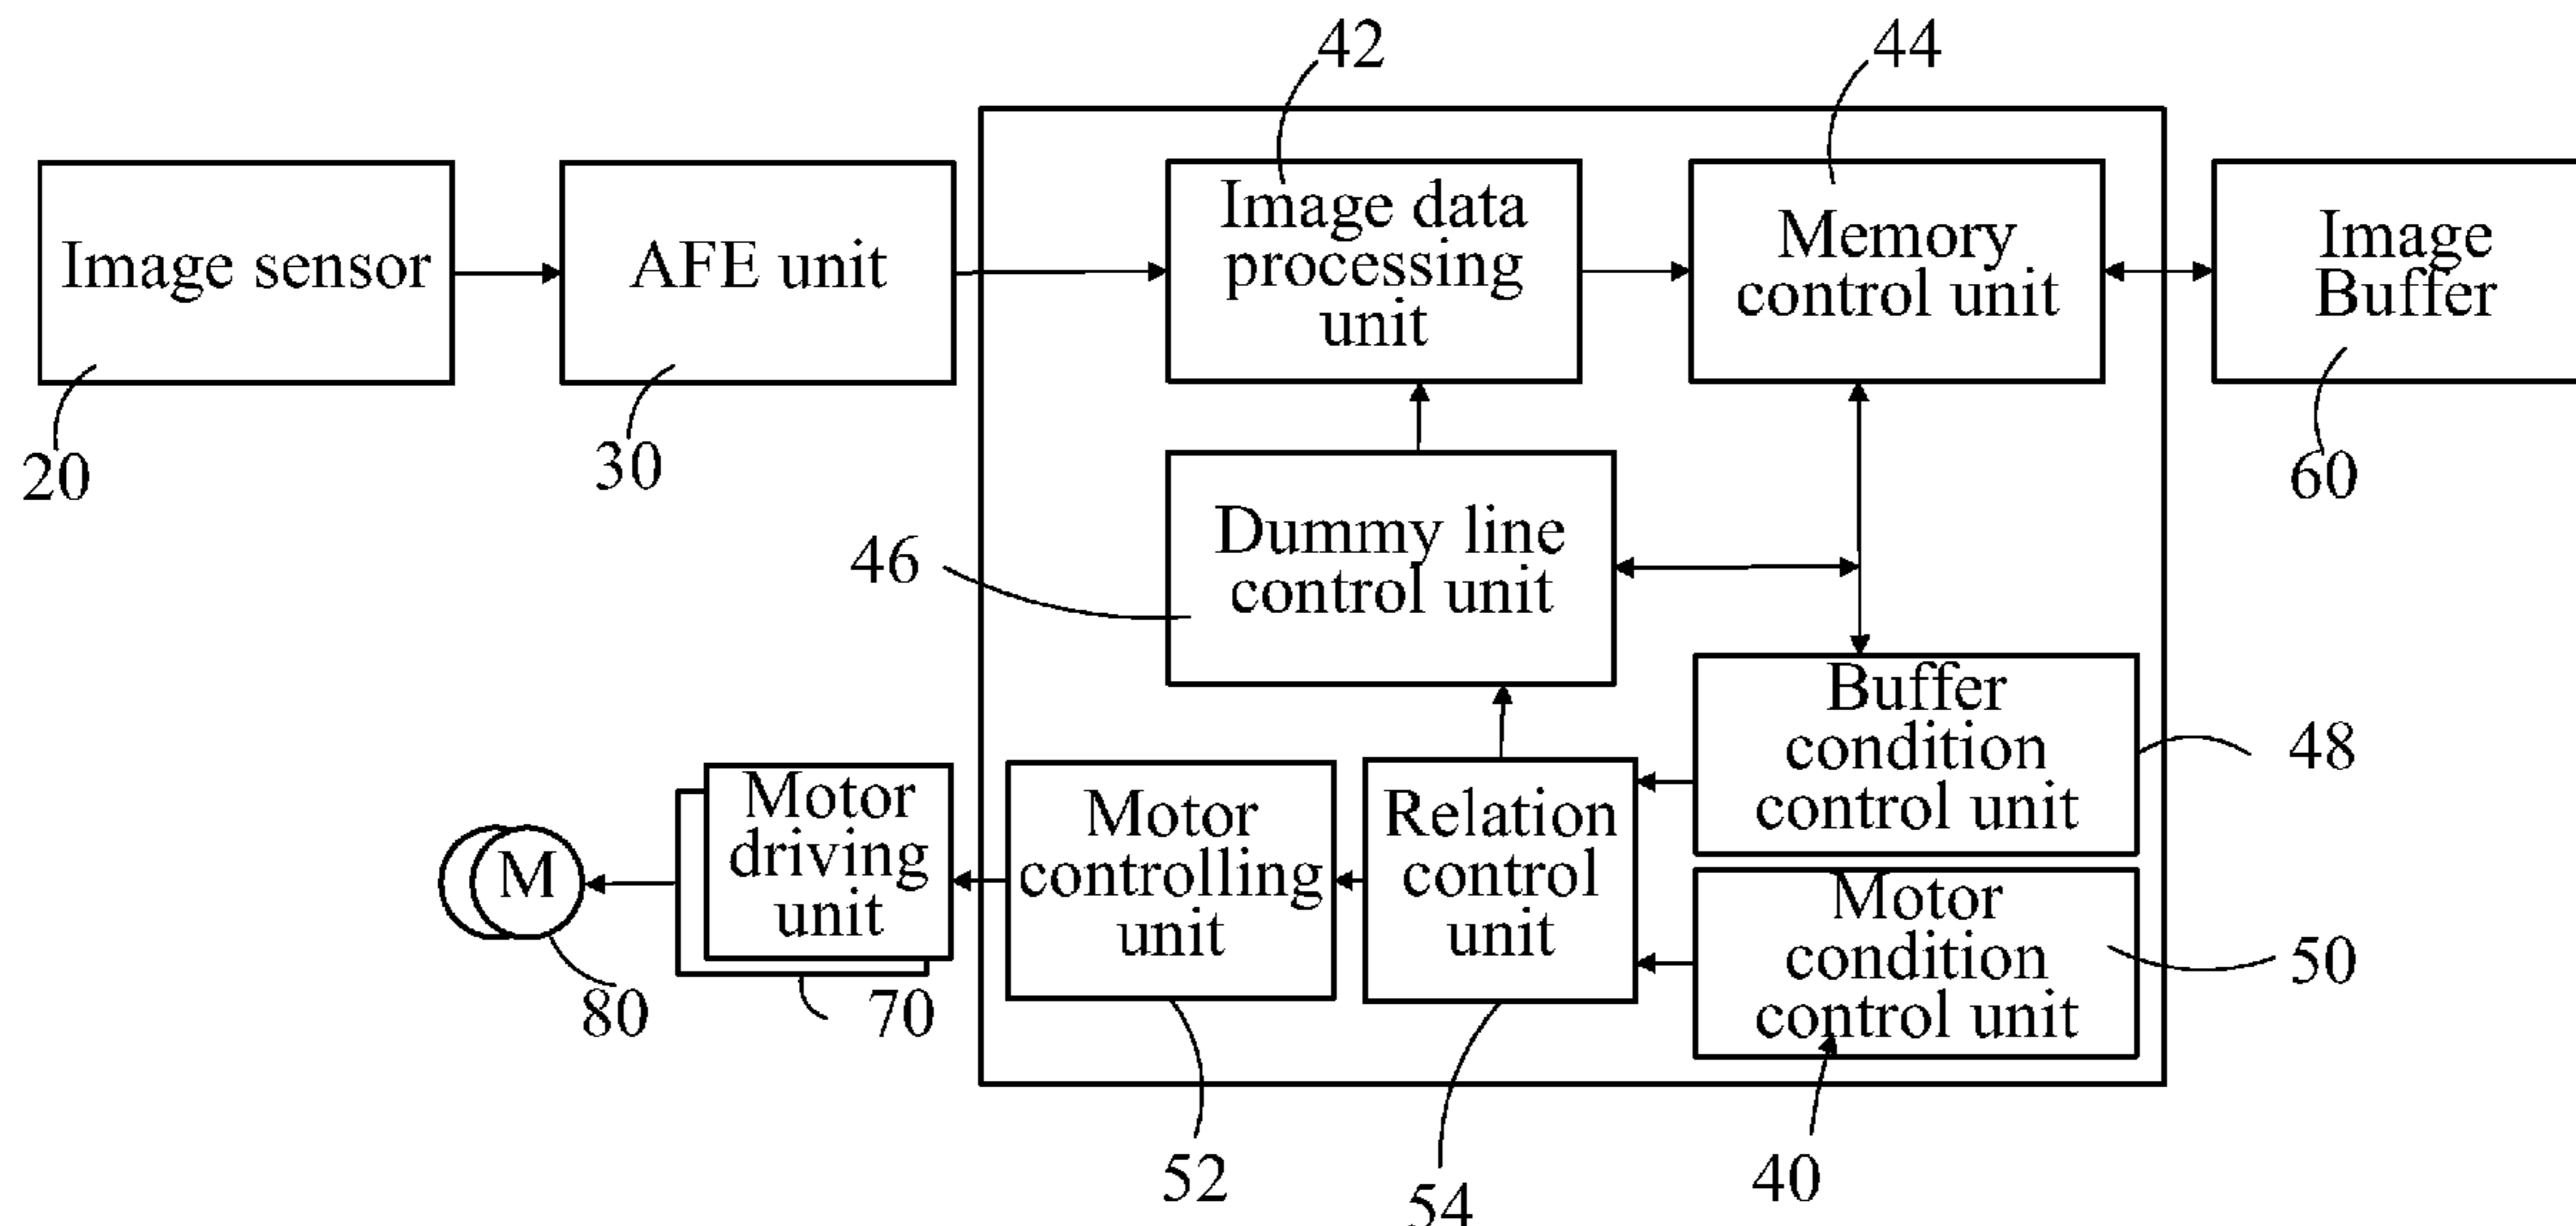 42
44
Image sensor
AFE unit
Image data
processing
unit
Memory
control unit
Image
Buffer
20
30
60
46
Dummy line
control unit
Buffer
condition
control unit
48
M
Motor
driving
unit
Motor
controlling
unit
Relation
control
unit
Motor
condition
control unit
50
80
70
52
54
40